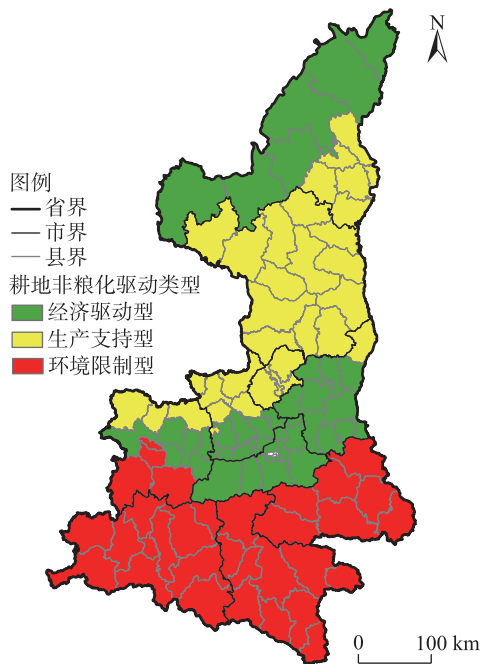 N
图例
省界
市界
县界
耕地非粮化驱动类型
经济驱动型
生产支持型
环境限制型
0 100 km